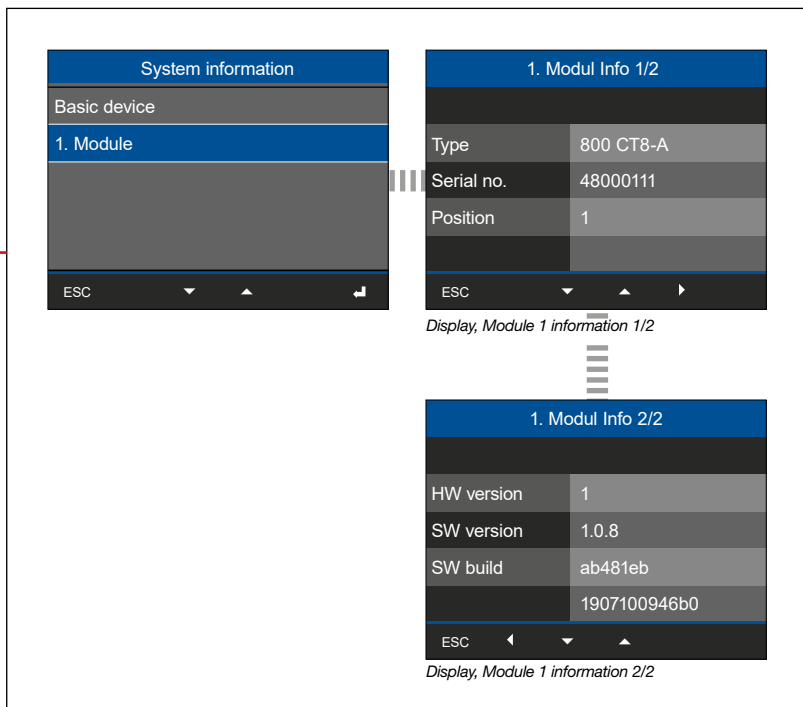 System information
Basic device
1. Module
ESC
1. Modul Info 1/2
Type 800 CT8-A
Serial no. 48000111
Position 1
ESC
Display, Module 1 information 1/2
1. Modul Info 2/2
HW version 1
SW version 1.0.8
SW build ab481eb
1907100946b0
ESC
Display, Module 1 information 2/2